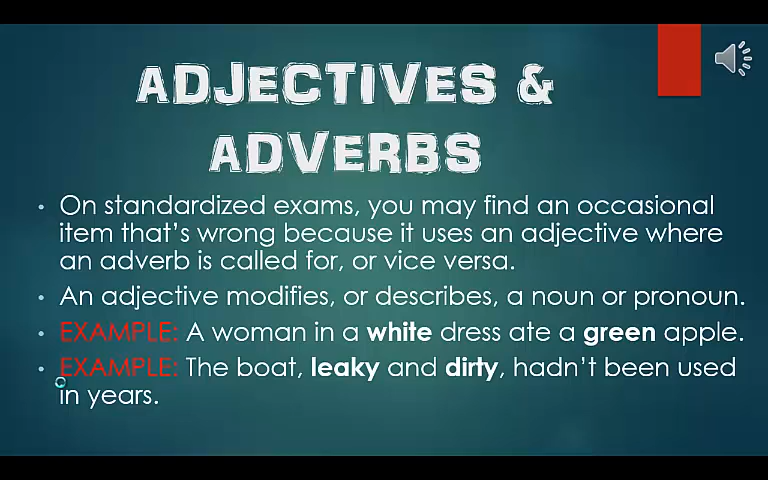 ADJECTIVES &
ADVERBS
• On standardized exams, you may find an occasional
item that's wrong because it uses an adjective where
an adverb is called for, or vice versa.
• An adjective modifies, or describes, a noun or pronoun.
• EXAMPLE: A woman in a white dress ate a green apple.
• EXAMPLE: The boat, leaky and dirty, hadn't been used
in years.